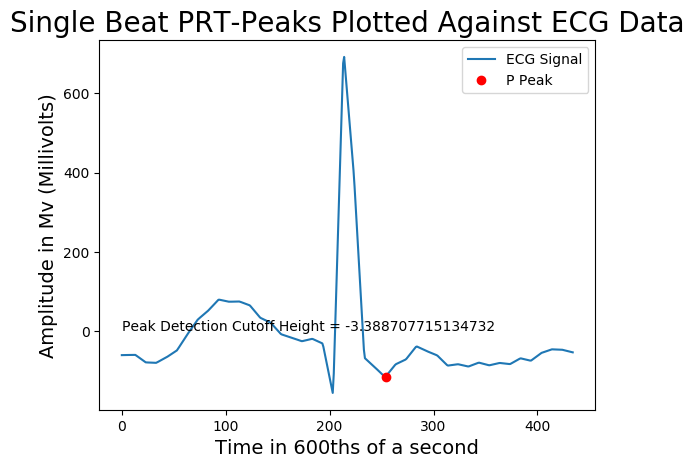 Single Beat PRT-Peaks Plotted Against ECG Data
ECG Signal
P Peak
Amplitude in Mv (Millivolts)
600
400
200
0
Peak Detection Cutoff Height = -3.388707715134732
0
100
200
300
400
Time in 600ths of a second